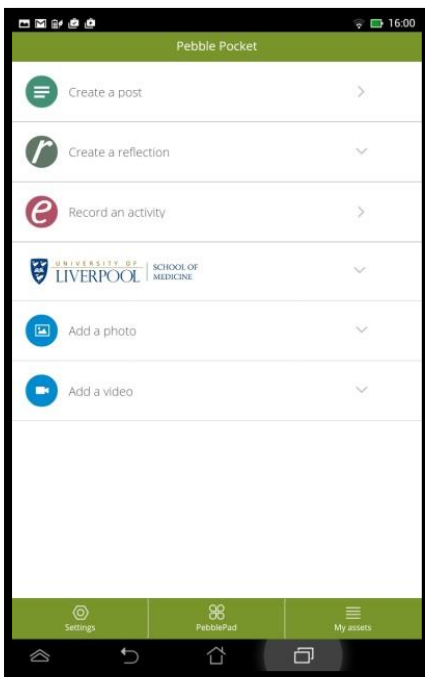 16:00
Pebble Pocket
Create a post
r
Create a reflection
e
Record an activity
UNIVERSITY OF
LIVERPOOL
SCHOOL OF
MEDICINE
Add a photo
Add a video
Settings
PebblePad
My assets